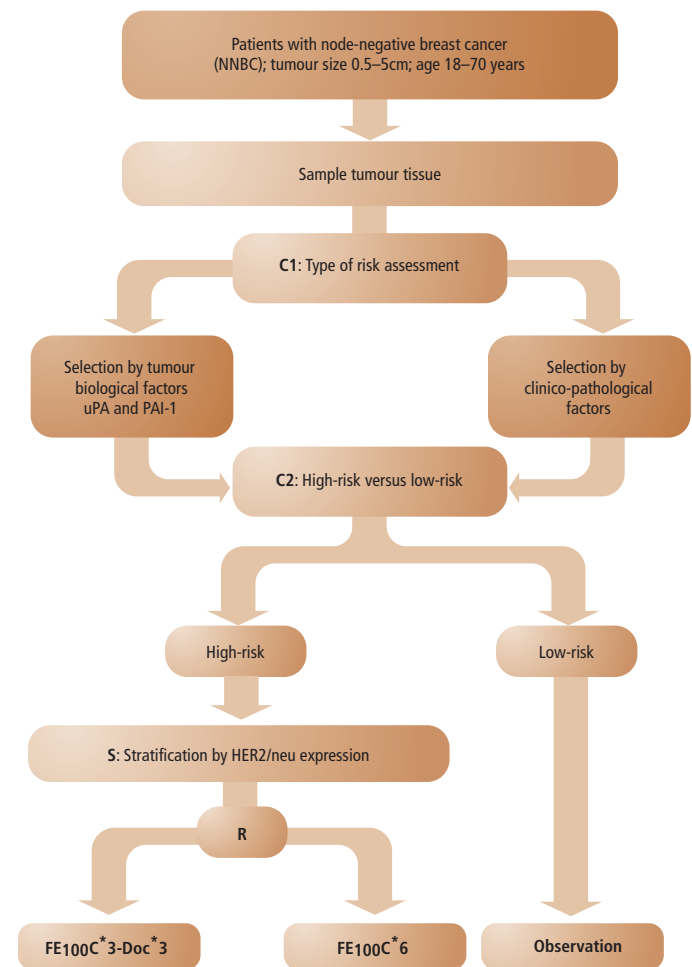 Patients with node-negative breast cancer
(NNBC); tumour size 0.5–5cm; age 18–70 years
Sample tumour tissue
C1: Type of risk assessment
Selection by tumour
biological factors
uPA and PAI-1
Selection by
clinico-pathological
factors
C2: High-risk versus low-risk
High-risk
Low-risk
S: Stratification by HER2/neu expression
R
FE100C*3-Doc*3
FE100C*6
Observation